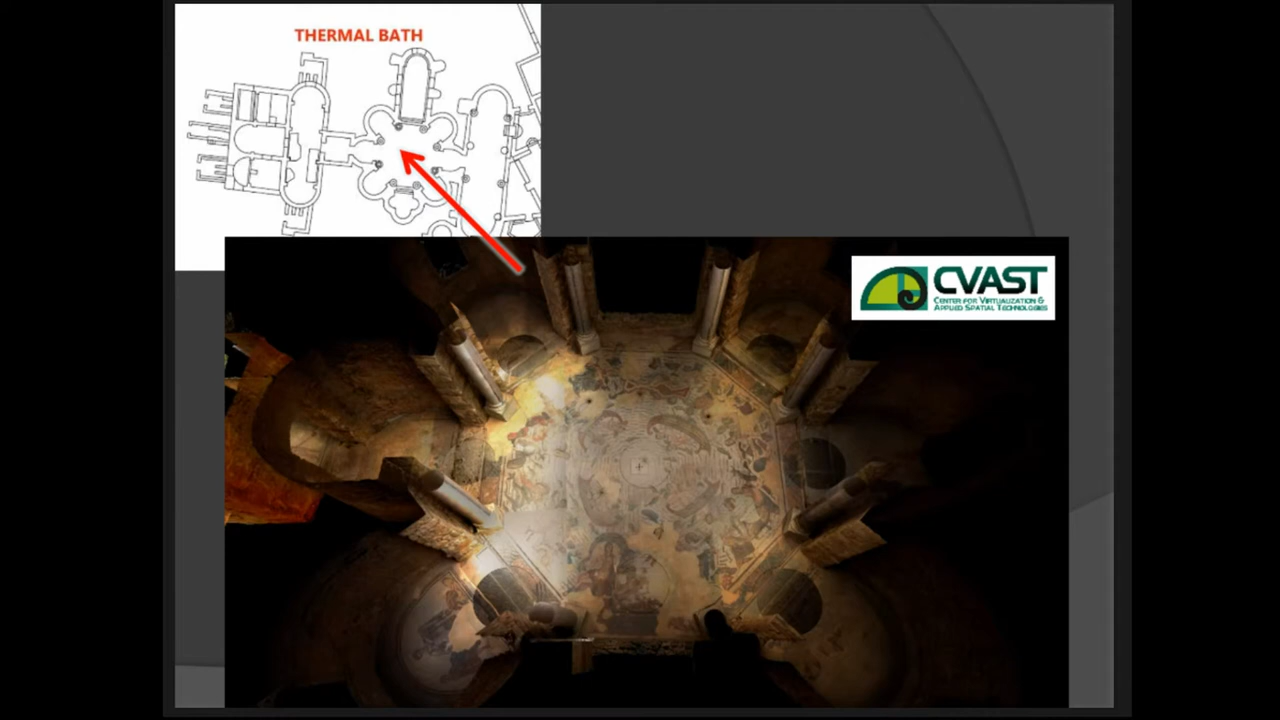 THERMAL BATH
CVAST
CENTER FOR VIRTUALIZATION &
APPLIED SPATIAL TECHNOLOGIES